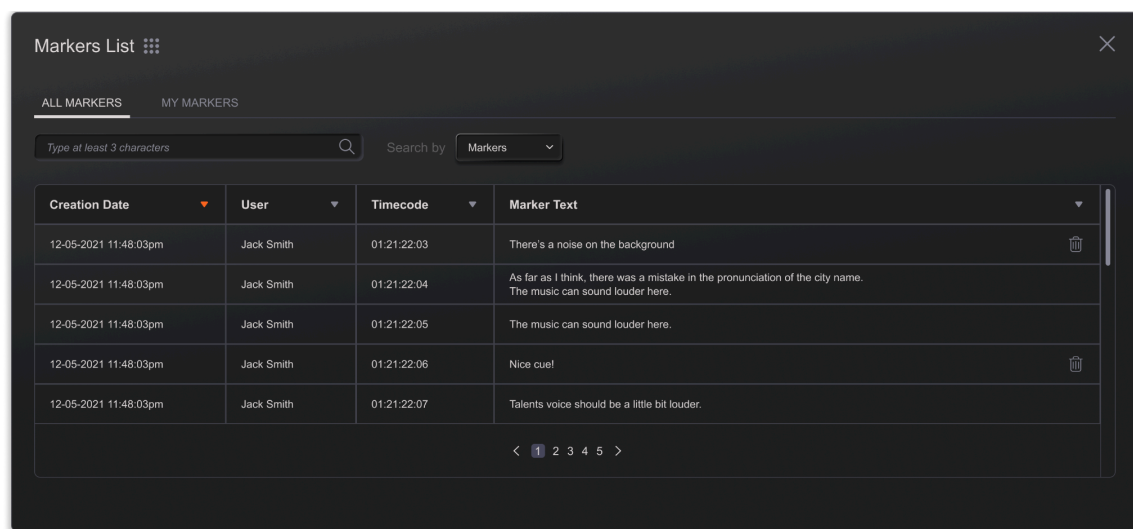 Markers List
ALL MARKERS MY MARKERS
Type at least 3 characters Search by Markers
Creation Date User Timecode Marker Text
12-05-2021 11:48:03pm Jack Smith 01:21:22:03 There's a noise on the background
12-05-2021 11:48:03pm Jack Smith 01:21:22:04 As far as I think, there was a mistake in the pronunciation of the city name.
The music can sound louder here.
12-05-2021 11:48:03pm Jack Smith 01:21:22:05 The music can sound louder here.
12-05-2021 11:48:03pm Jack Smith 01:21:22:06 Nice cue!
12-05-2021 11:48:03pm Jack Smith 01:21:22:07 Talents voice should be a little bit louder.
1 2 3 4 5